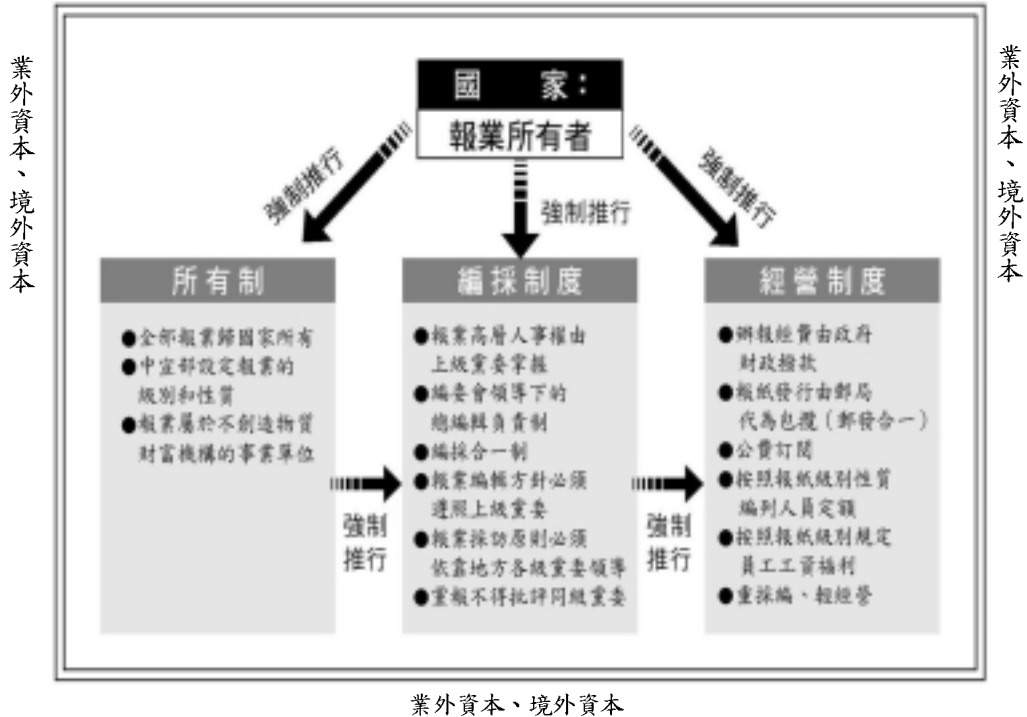 業外資本、境外資本
業外資本、境外資本
國 家：
報業所有者
強制推行
強制推行
強制推行
所有制
●全部報業歸國家所有
●中宣部設定報業的
級別和性質
●報業屬於不創造物質
財富機構的事業單位
強制
推行
編採制度
●報業高層人事權由
上級黨委掌握
●編委會領導下的
總編輯負責制
●編採合一制
●報業編輯方針必須
遵照上級黨委
●報業採訪原則必須
依靠地方各級黨委領導
●黨報不得批評同級黨委
強制
推行
經營制度
●辦報經費由政府
財政撥款
●報紙發行由郵局
代為包攬（郵發合一）
●公費訂閱
●按照報紙級別性質
編列人員定額
●按照報紙級別規定
員工工資福利
●重採編、輕經營
業外資本、境外資本